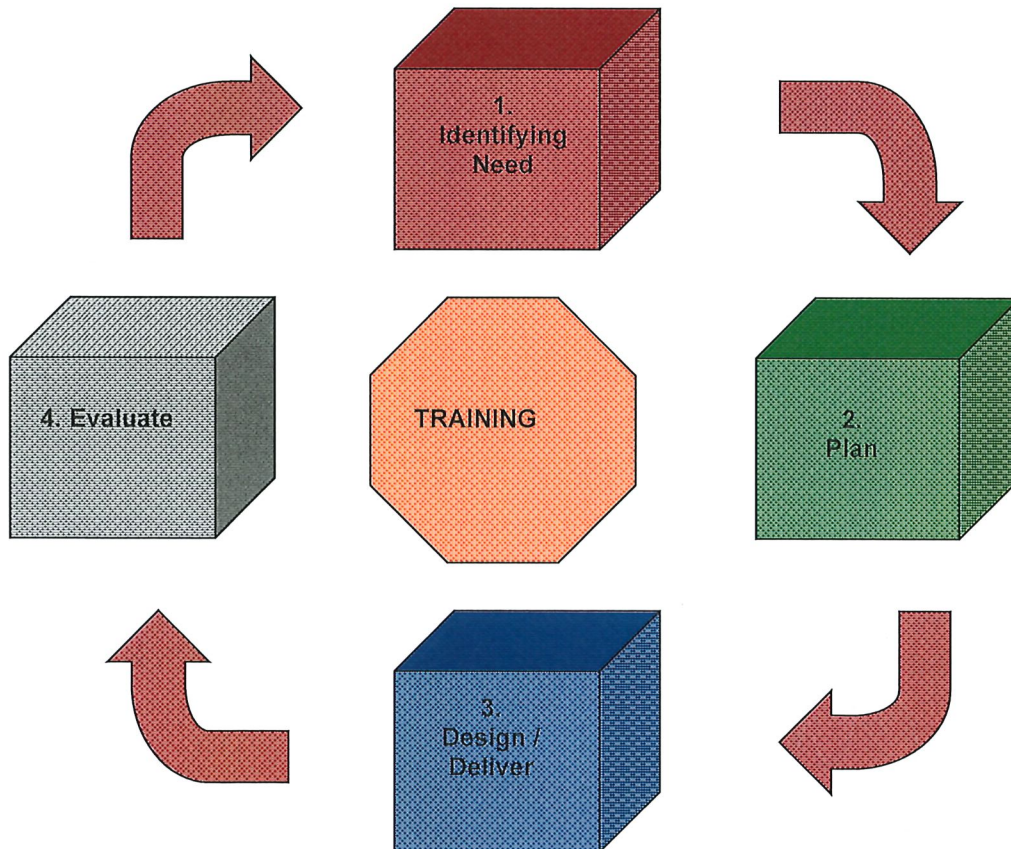 1.
Identifying
Need
4. Evaluate
TRAINING
2.
Plan
3.
Design /
Deliver